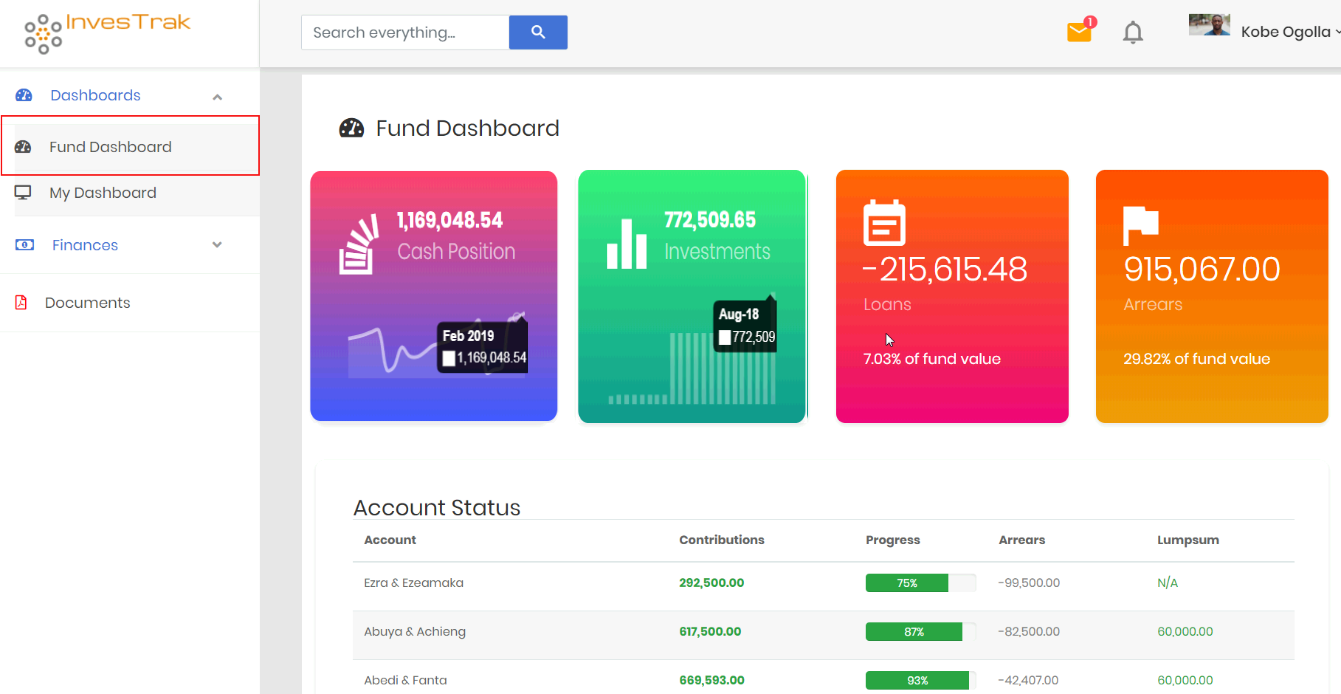 InvesTrak
Search everything...
1
Kobe Ogolla
Dashboards
Fund Dashboard
My Dashboard
Finances
Documents
Fund Dashboard
1,169,048.54
Cash Position
Feb 2019
1,169,048.54
772,509.65
Investments
Aug-18
772,509
-215,615.48
Loans
7.03% of fund value
915,067.00
Arrears
29.82% of fund value
Account Status
Account Contributions Progress Arrears Lumpsum
Ezra & Ezeamaka 292,500.00 75% -99,500.00 N/A
Abuya & Achieng 617,500.00 87% -82,500.00 60,000.00
Abedi & Fanta 669,593.00 93% -42,407.00 60,000.00